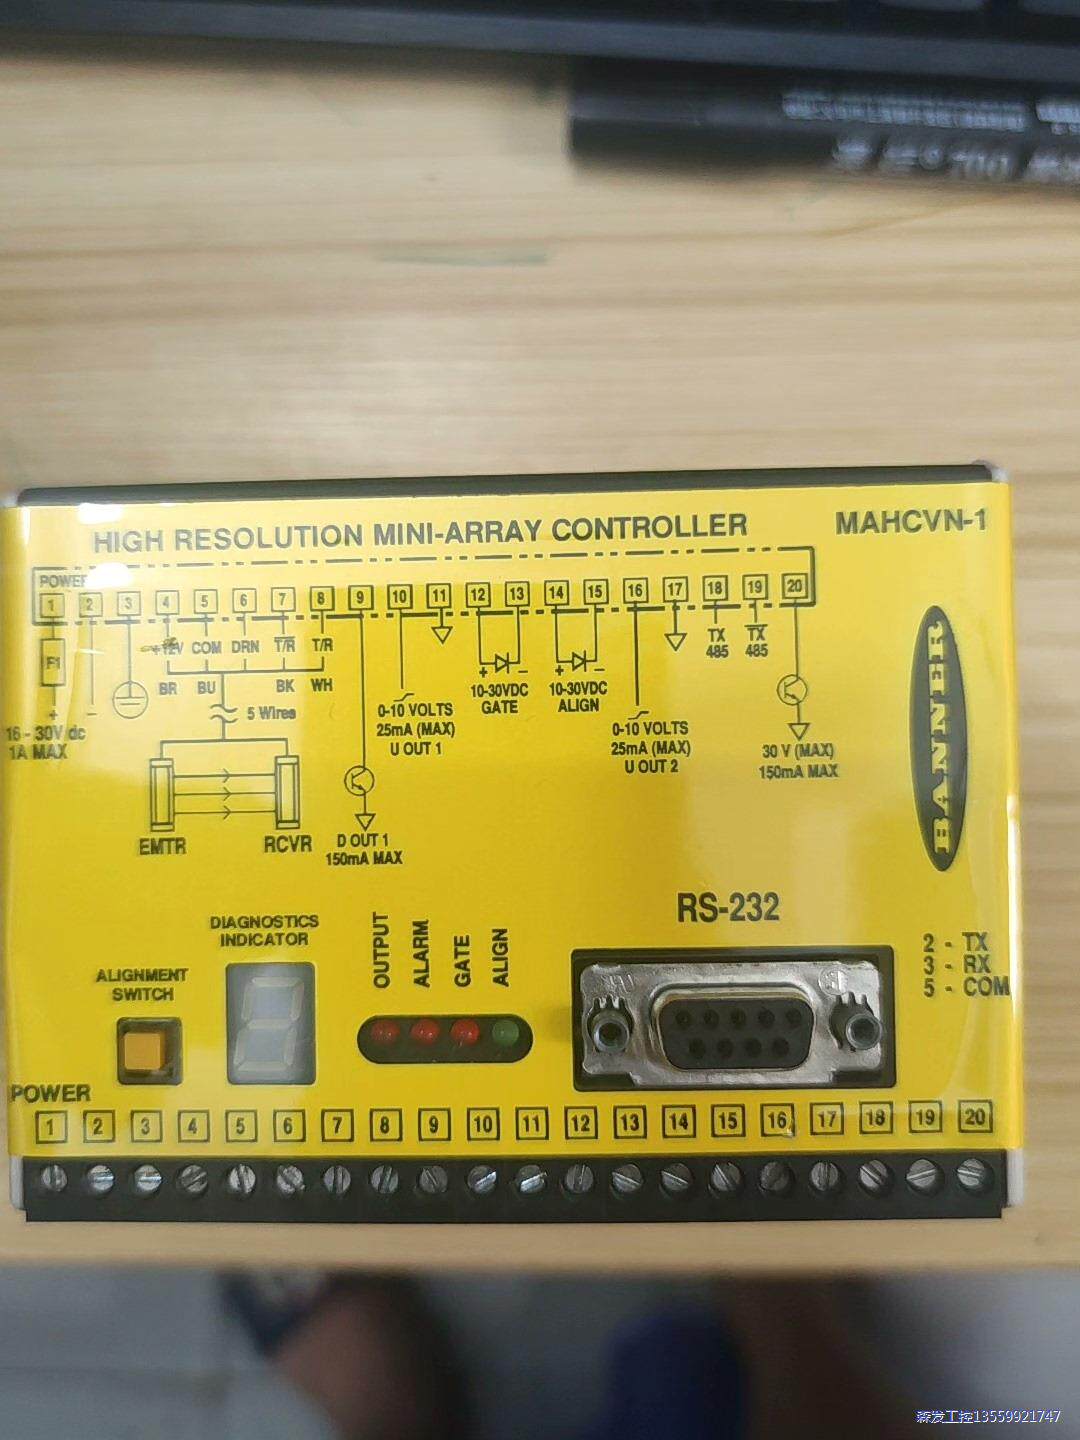 HIGH RESOLUTION MINI-ARRAY CONTROLLER
MAHCVN-1
POWER
1 2 3 4 5 6 7 8 9 10 11 12 13 14 15 16 17 18 19 20
+12V COM DRN T/R T/R
BR BU BK WH
5 Wires
F1
+ −
16 - 30V dc
1A MAX
EMTR
RCVR
D OUT 1
150mA MAX
0-10 VOLTS
25mA (MAX)
U OUT 1
+ −
10-30VDC
GATE
+ −
10-30VDC
ALIGN
0-10 VOLTS
25mA (MAX)
U OUT 2
TX
485
TX
485
30 V (MAX)
150mA MAX
BANNER
DIAGNOSTICS
INDICATOR
ALIGNMENT
SWITCH
OUTPUT
ALARM
GATE
ALIGN
RS-232
2 - TX
3 - RX
5 - COM
POWER
1 2 3 4 5 6 7 8 9 10 11 12 13 14 15 16 17 18 19 20
森发工控13559921747